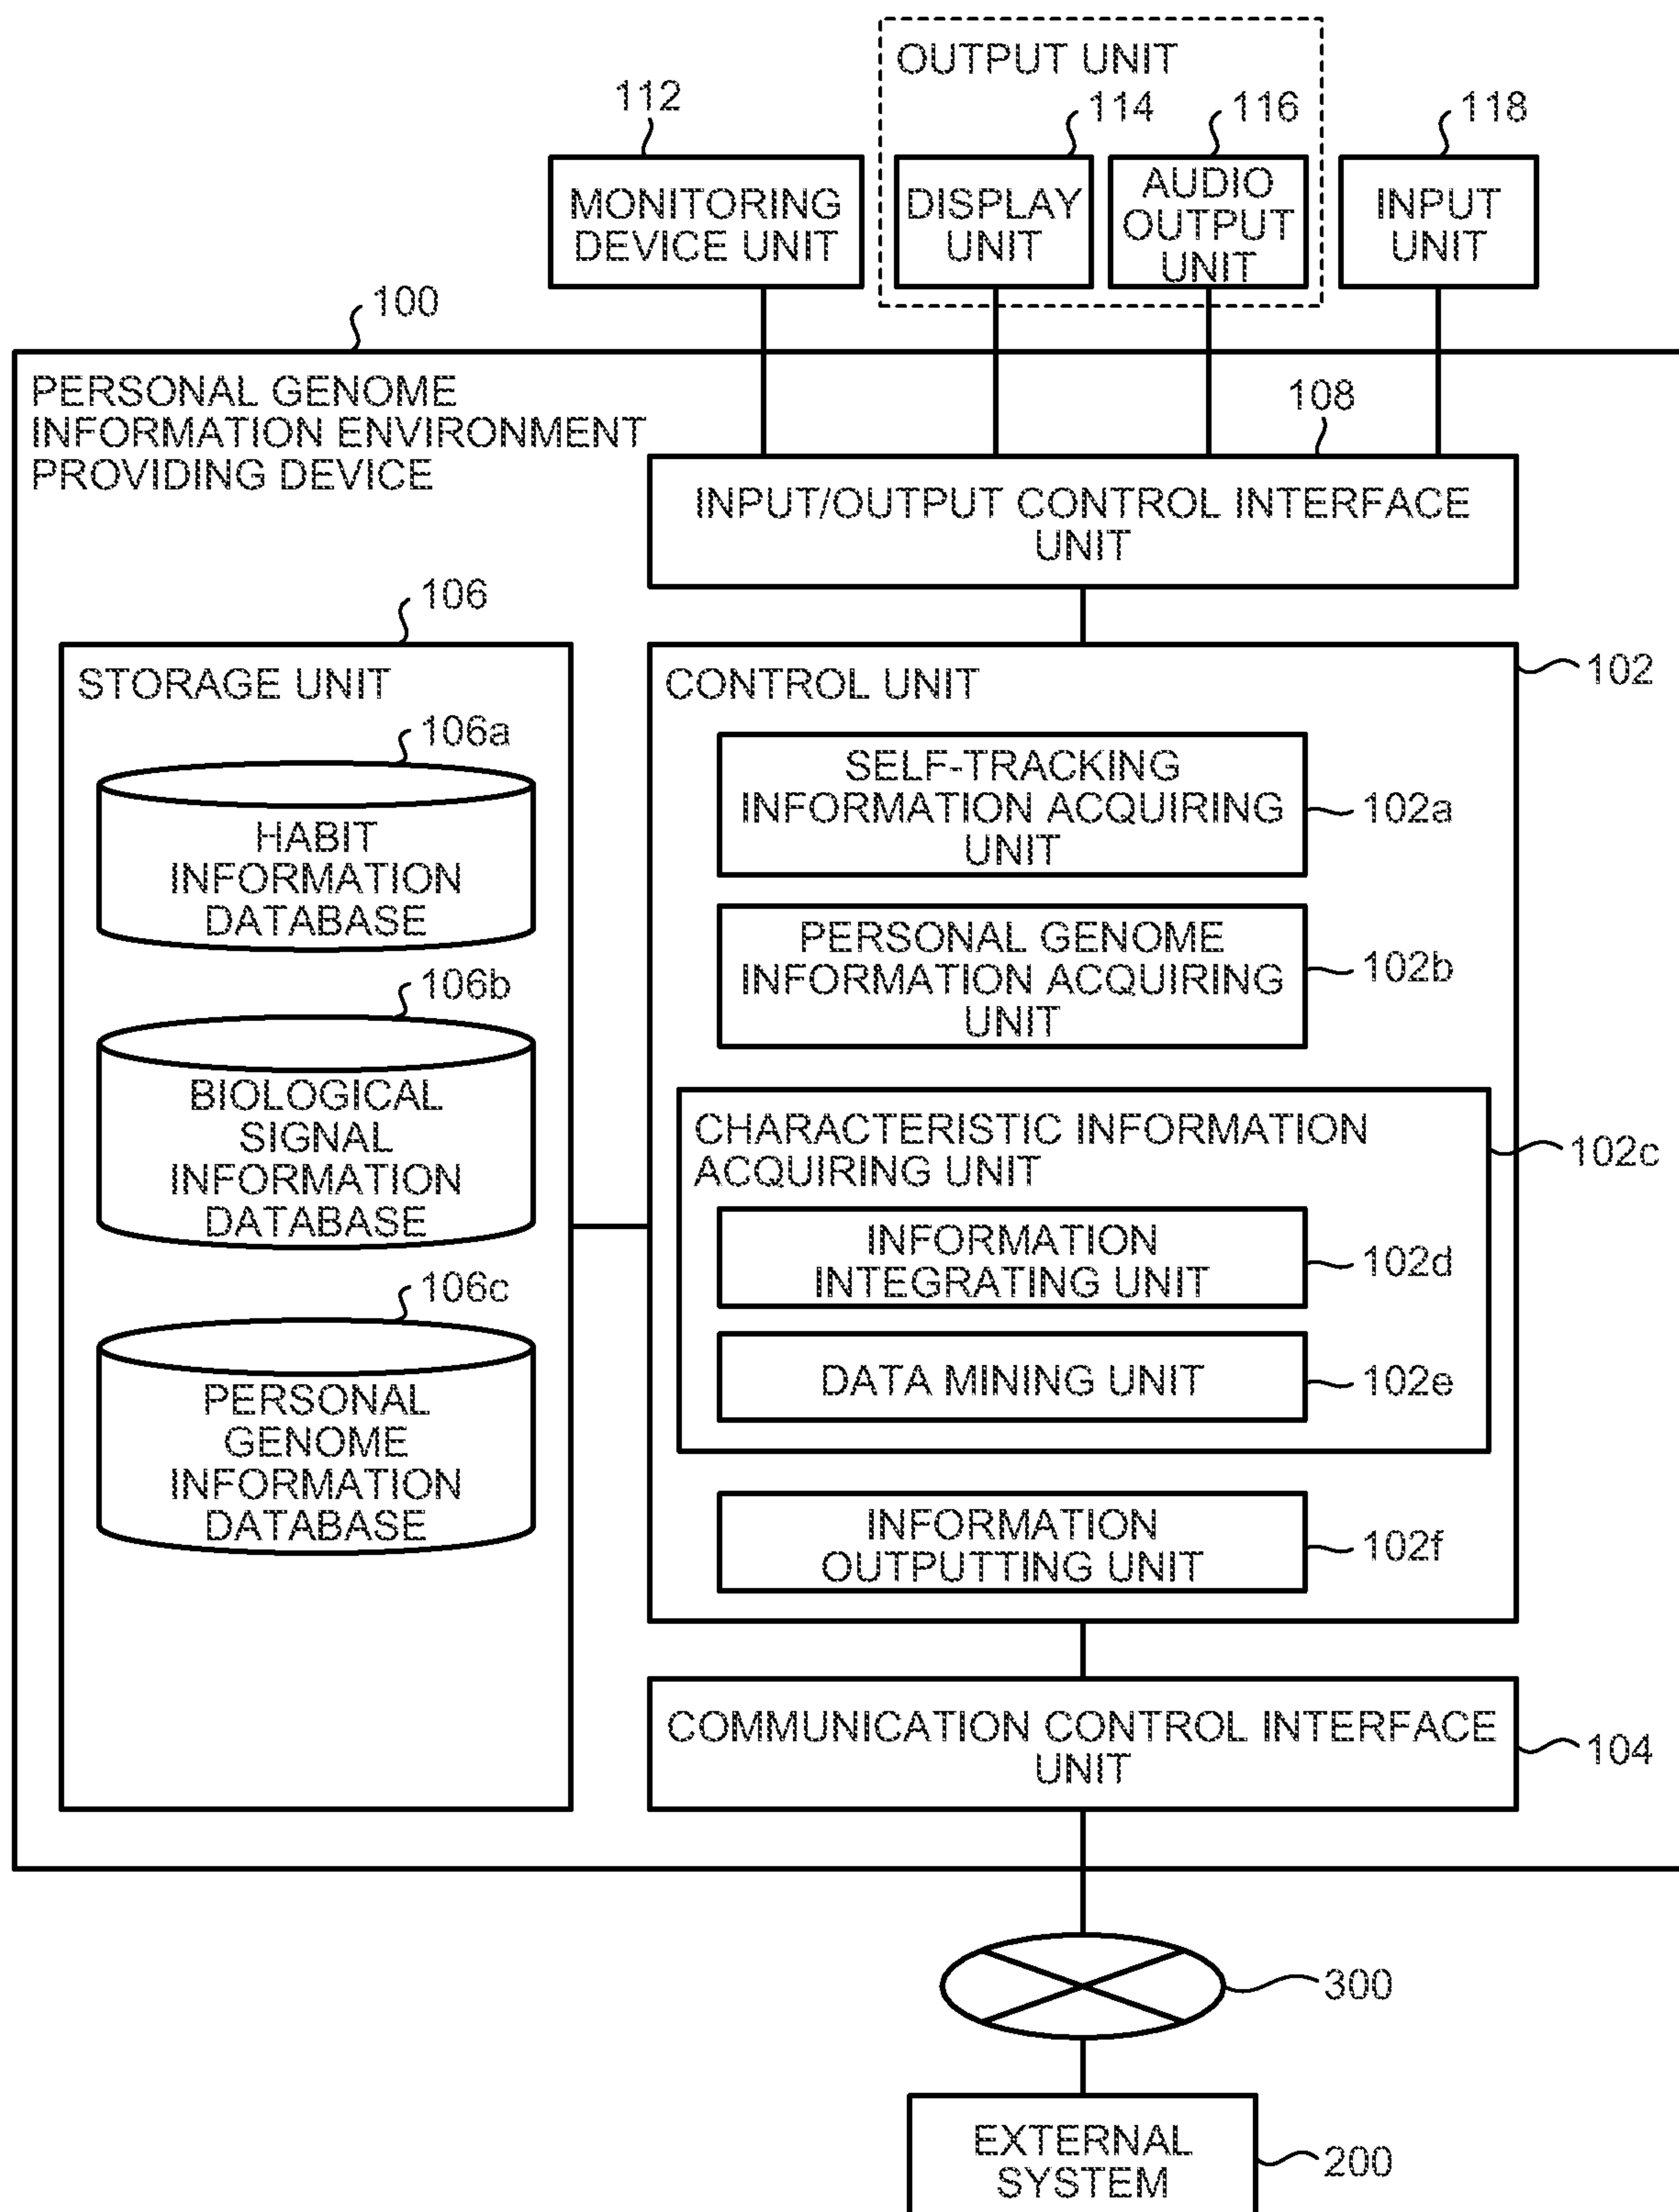 OUTPUT UNIT
112
114
116
118
MONITORING
DEVICE UNIT
DISPLAY
UNIT
AUDIO
OUTPUT
UNIT
INPUT
UNIT
100
PERSONAL GENOME
INFORMATION ENVIRONMENT
PROVIDING DEVICE
108
INPUT/OUTPUT CONTROL INTERFACE
UNIT
106
STORAGE UNIT
106a
HABIT
INFORMATION
DATABASE
106b
BIOLOGICAL
SIGNAL
INFORMATION
DATABASE
106c
PERSONAL
GENOME
INFORMATION
DATABASE
CONTROL UNIT
102
SELF-TRACKING
INFORMATION ACQUIRING
UNIT
102a
PERSONAL GENOME
INFORMATION ACQUIRING
UNIT
102b
CHARACTERISTIC INFORMATION
ACQUIRING UNIT
102c
INFORMATION
INTEGRATING UNIT
102d
DATA MINING UNIT
102e
INFORMATION
OUTPUTTING UNIT
102f
COMMUNICATION CONTROL INTERFACE
UNIT
104
300
EXTERNAL
SYSTEM
200